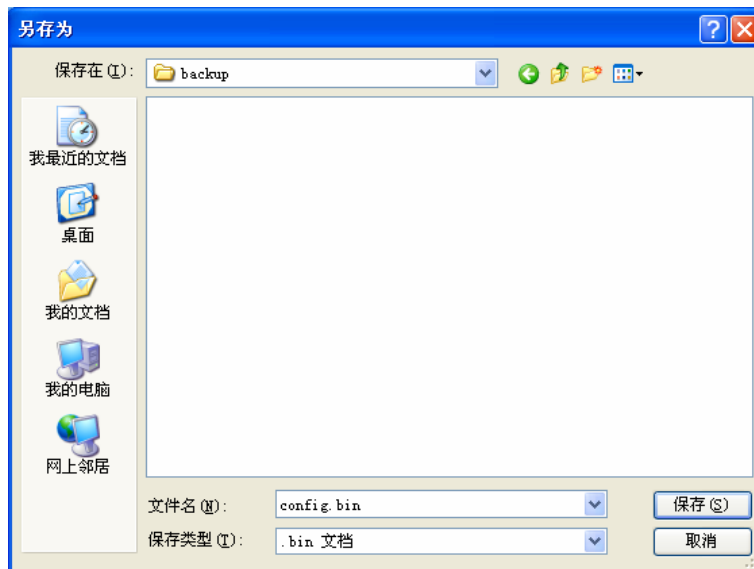 另存为
保存在(I):
backup
我最近的文档
桌面
我的文档
我的电脑
网上邻居
文件名(N):
config.bin
保存(S)
保存类型(T):
.bin 文档
取消